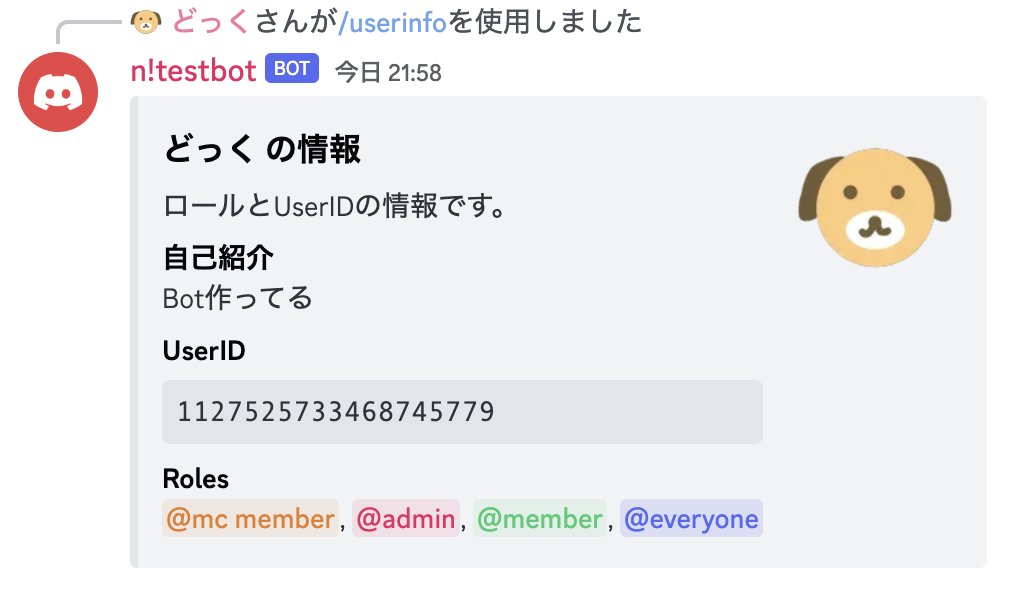 どっくさんが/userinfoを使用しました
n!testbot BOT 今日 21:58
どっく の情報
ロールとUserIDの情報です。
自己紹介
Bot作ってる
UserID
1127525733468745779
Roles
@mc member, @admin, @member, @everyone